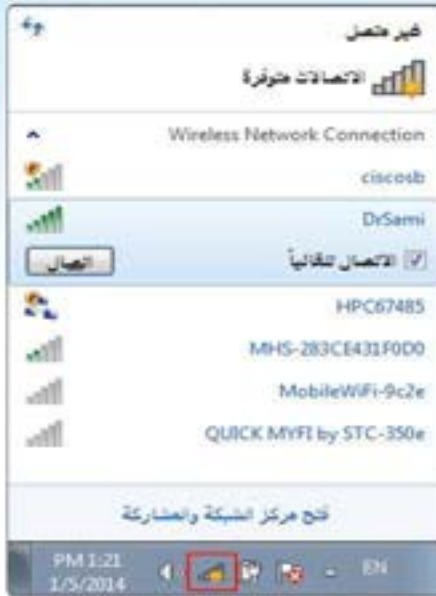 غير متصل
الاتصالات متوفرة
Wireless Network Connection
ciscosb
DrSami
الاتصال تلقائياً
اتصال
HPC67485
MHS-283CE431F0D0
MobileWiFi-9c2e
QUICK MYFI by STC-350e
فتح مركز الشبكة والمشاركة
EN
PM 1:21
1/5/2014